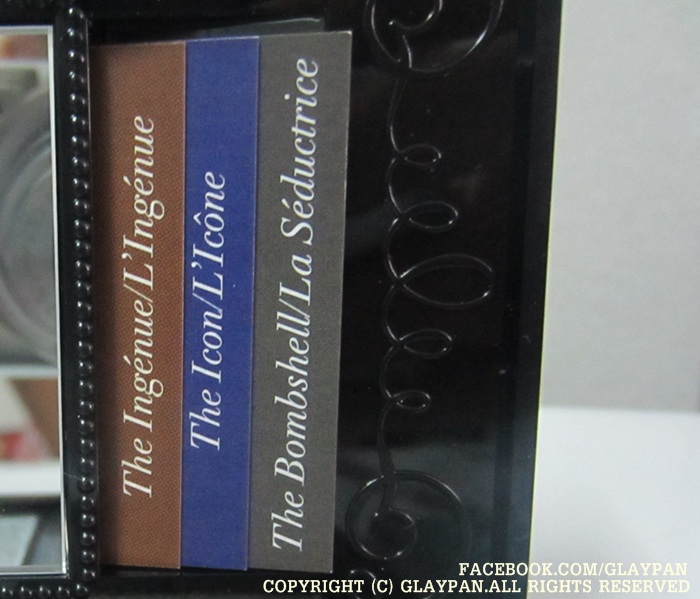 The Ingénue/L'Ingénue
The Icon/L'Icône
The Bombshell/La Séductrice
FACEBOOK.COM/GLAYPAN
COPYRIGHT (C) GLAYPAN.ALL RIGHTS RESERVED